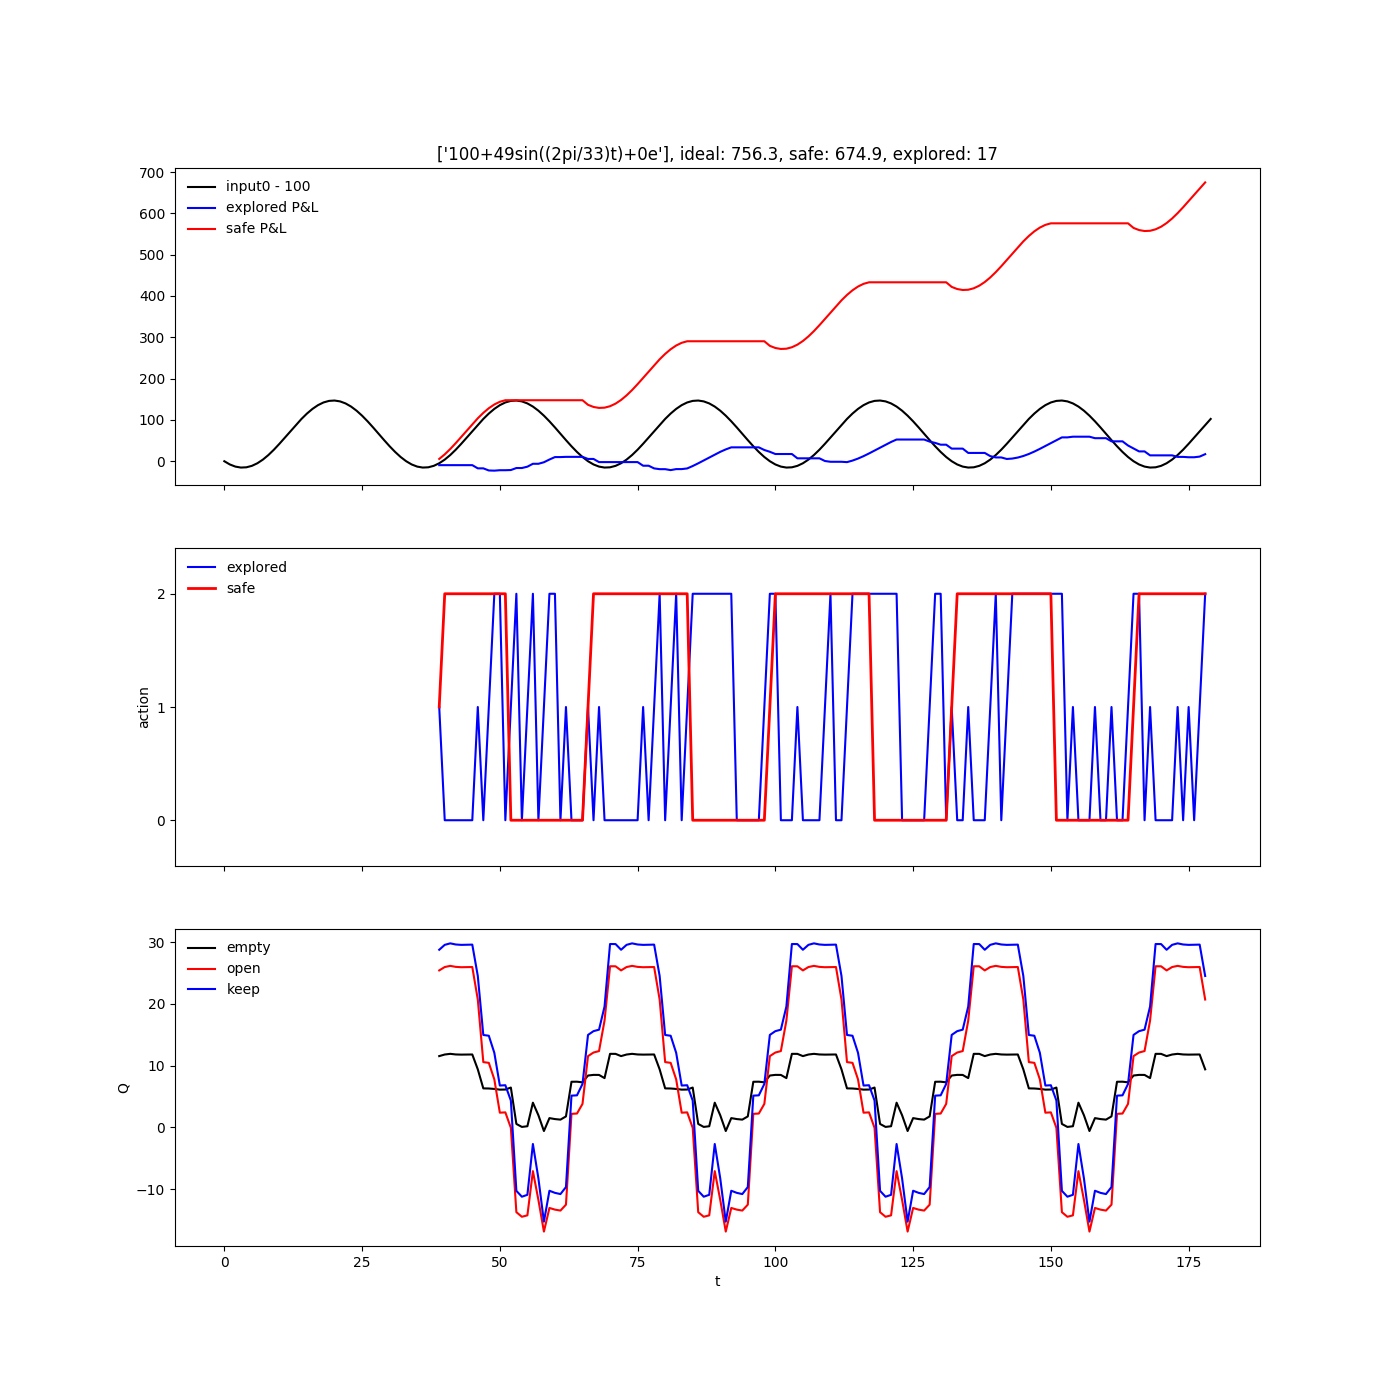 ['100+49sin((2pi/33)t)+0e'], ideal: 756.3, safe: 674.9, explored: 17
700
600
500
400
300
200
100
0
input0 - 100
explored P&L
safe P&L
2
1
0
action
explored
safe
30
20
10
0
−10
Q
empty
open
keep
0 25 50 75 100 125 150 175
t